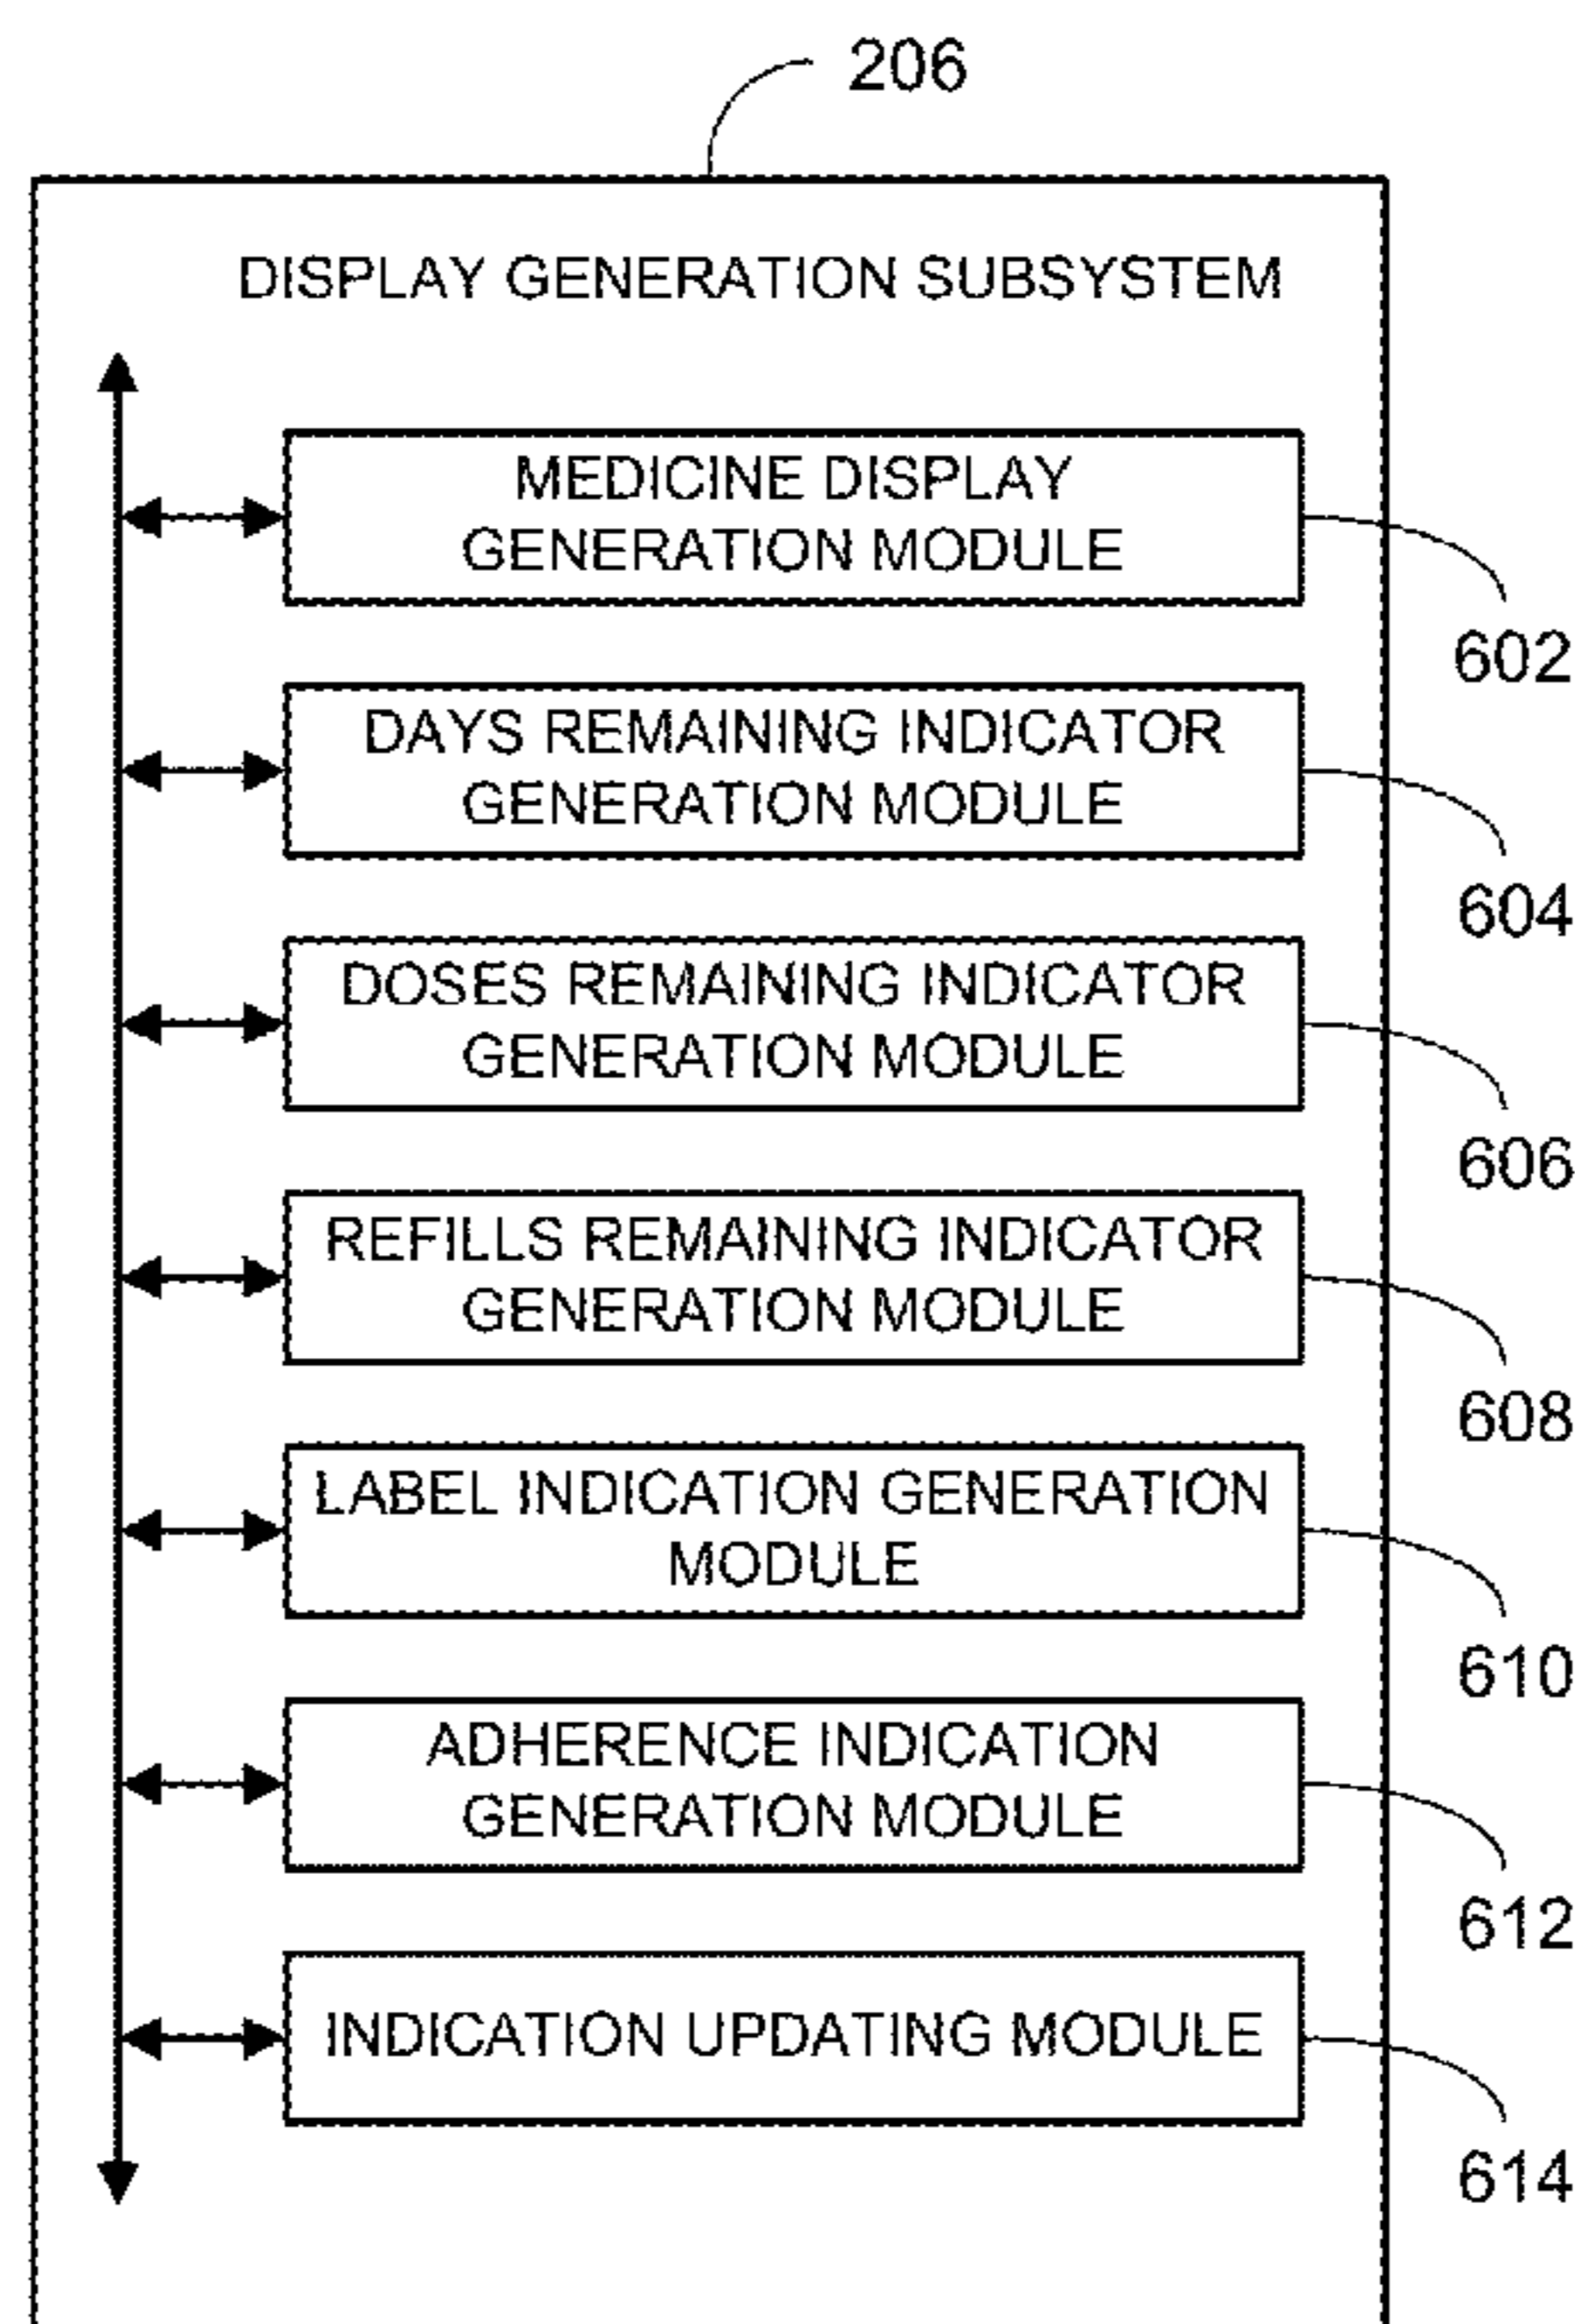 206
DISPLAY GENERATION SUBSYSTEM
MEDICINE DISPLAY
GENERATION MODULE
602
DAYS REMAINING INDICATOR
GENERATION MODULE
604
DOSES REMAINING INDICATOR
GENERATION MODULE
606
REFILLS REMAINING INDICATOR
GENERATION MODULE
608
LABEL INDICATION GENERATION
MODULE
610
ADHERENCE INDICATION
GENERATION MODULE
612
INDICATION UPDATING MODULE
614